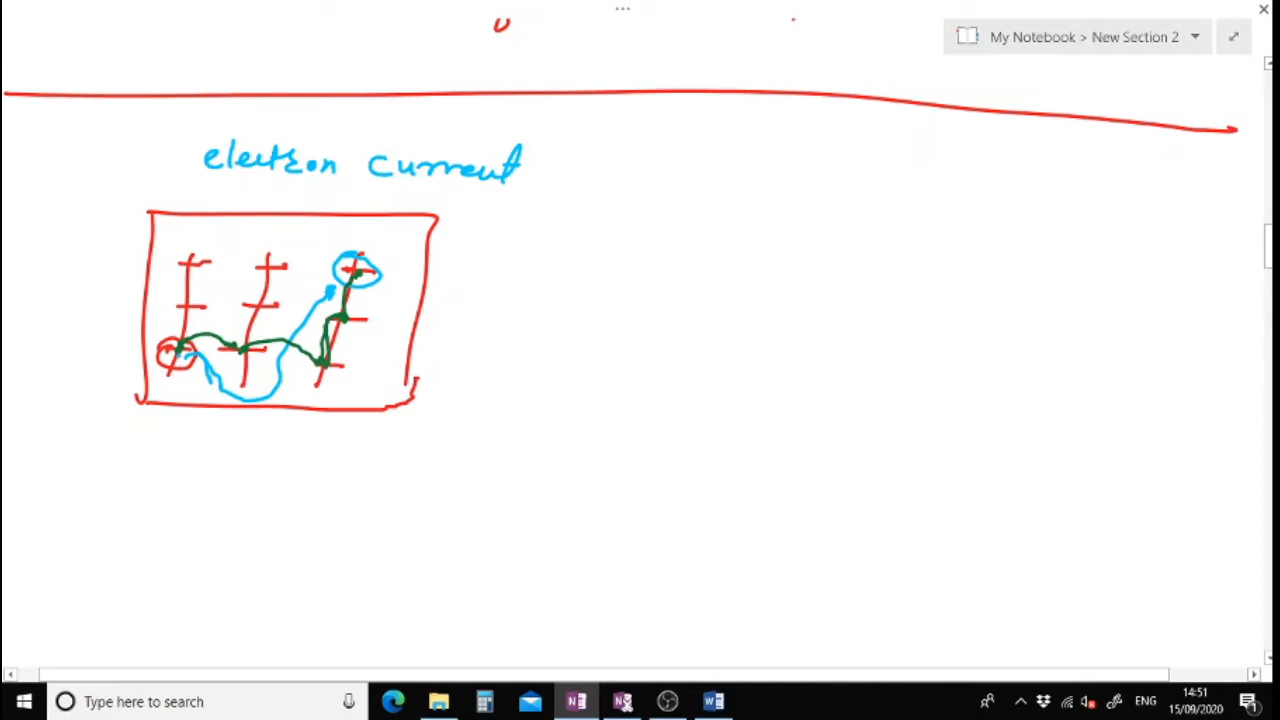 My Notebook > New Section 2
electron current
Type here to search
ENG
14:51
15/09/2020